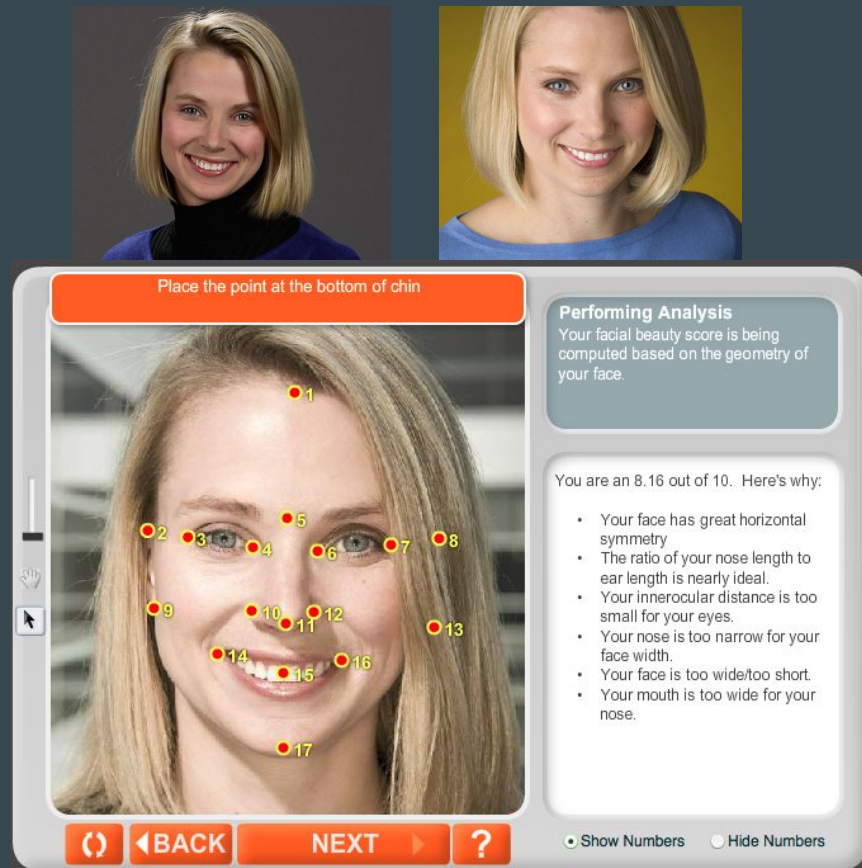 Place the point at the bottom of chin
Performing Analysis
Your facial beauty score is being
computed based on the geometry of
your face.
1
2
3
4
5
6
7
8
9
10
11
12
13
14
15
16
17
You are an 8.16 out of 10. Here's why:
• Your face has great horizontal
symmetry
• The ratio of your nose length to
ear length is nearly ideal.
• Your innerocular distance is too
small for your eyes.
• Your nose is too narrow for your
face width.
• Your face is too wide/too short.
• Your mouth is too wide for your
nose.
BACK
NEXT
?
Show Numbers
Hide Numbers